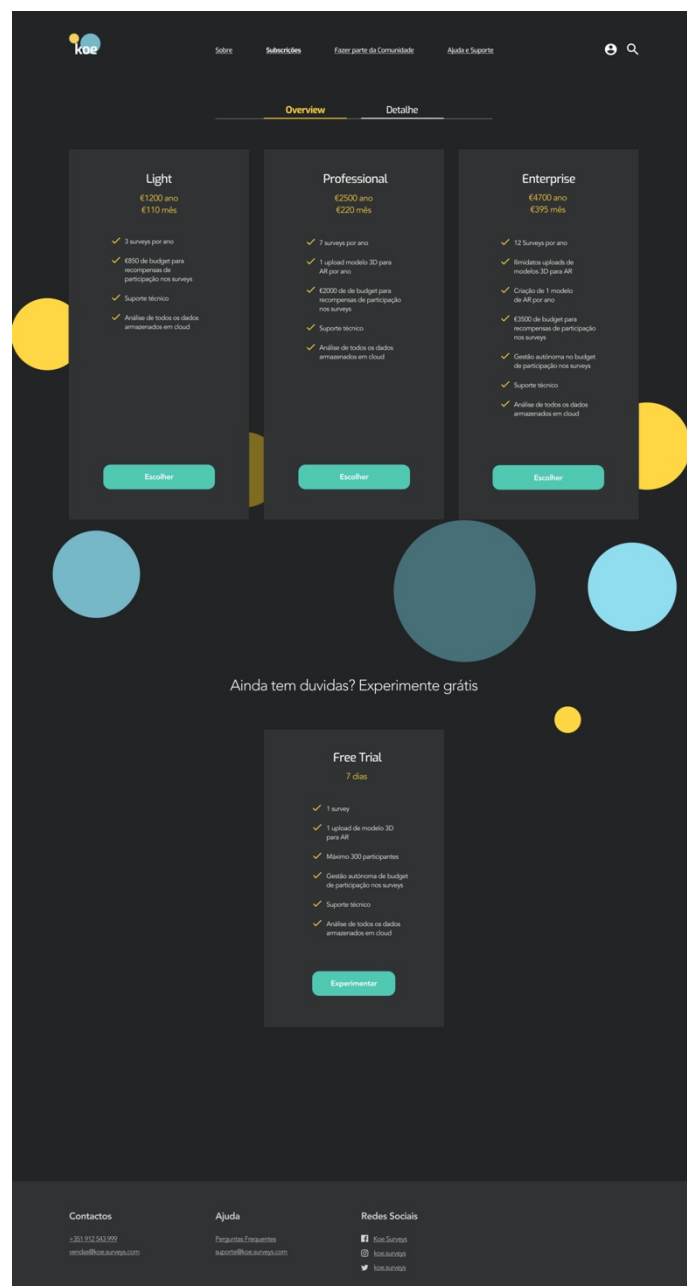 koe
Sobre
Subscrições
Fazer parte da Comunidade
Ajuda e Suporte
Overview
Detalhe
Light
€1200 ano
€110 mês
3 surveys por ano
€850 de budget para
recompensas de
participação nos surveys
Suporte técnico
Análise de todos os dados
armazenados em cloud
Escolher
Professional
€2500 ano
€220 mês
7 surveys por ano
1 upload modelo 3D para
AR por ano
€2000 de de budget para
recompensas de participação
nos surveys
Suporte técnico
Análise de todos os dados
armazenados em cloud
Escolher
Enterprise
€4700 ano
€395 mês
12 Surveys por ano
Ilimidatos uploads de
modelos 3D para AR
Criação de 1 modelo
de AR por ano
€3500 de budget para
recompensas de participação
nos surveys
Gestão autónoma no budget
de participação nos surveys
Suporte técnico
Análise de todos os dados
armazenados em cloud
Escolher
Ainda tem duvidas? Experimente grátis
Free Trial
7 dias
1 survey
1 upload de modelo 3D
para AR
Máximo 300 participantes
Gestão autónoma de budget
de participação nos surveys
Suporte técnico
Análise de todos os dados
armazenados em cloud
Experimentar
Contactos
+351 912 543 999
vendas@koe.surveys.com
Ajuda
Perguntas Frequentes
suporte@koe.surveys.com
Redes Sociais
Koe Surveys
koe.surveys
koe.surveys